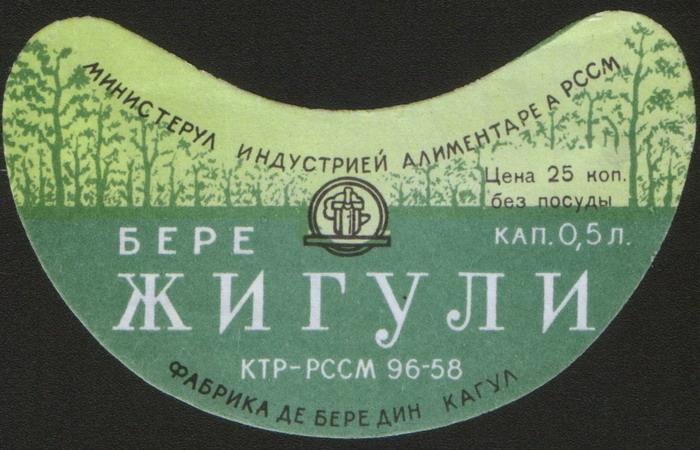 МИНИСТЕРУЛ ИНДУСТРИЕЙ АЛИМЕНТАРЕ А РССМ
Цена 25 коп.
без посуды
БЕРЕ
КАП. 0,5 Л.
ЖИГУЛИ
КТР-РССМ 96-58
ФАБРИКА ДЕ БЕРЕ ДИН КАГУЛ